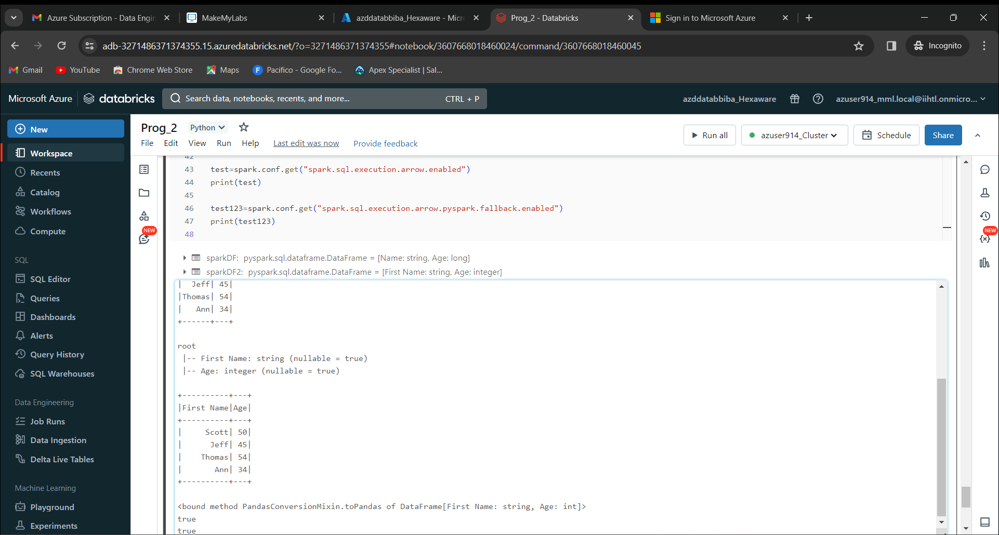 Azure Subscription - Data Engin
MakeMyLabs
azddatabbiba_Hexaware - Micr
Prog_2 - Databricks
Sign in to Microsoft Azure
adb-3271486371374355.15.azuredatabricks.net/?o=3271486371374355#notebook/3607668018460024/command/3607668018460045
Incognito
Gmail
YouTube
Chrome Web Store
Maps
Pacifico - Google Fo...
Apex Specialist | Sal...
Microsoft Azure
databricks
Search data, notebooks, recents, and more...
CTRL + P
azddatabbiba_Hexaware
azuser914_mml.local@iihtl.onmicro...
New
Workspace
Recents
Catalog
Workflows
Compute
SQL
SQL Editor
Queries
Dashboards
Alerts
Query History
SQL Warehouses
Data Engineering
Job Runs
Data Ingestion
Delta Live Tables
Machine Learning
Playground
Experiments
Prog_2
Python
File Edit View Run Help
Last edit was now
Provide feedback
Run all
azuser914_Cluster
Schedule
Share
NEW
NEW
42
43 test=spark.conf.get("spark.sql.execution.arrow.enabled")
44 print(test)
45
46 test123=spark.conf.get("spark.sql.execution.arrow.pyspark.fallback.enabled")
47 print(test123)
48
sparkDF: pyspark.sql.dataframe.DataFrame = [Name: string, Age: long]
sparkDF2: pyspark.sql.dataframe.DataFrame = [First Name: string, Age: integer]
|  Jeff| 45|
|Thomas| 54|
|   Ann| 34|
+------+---+
root
 |-- First Name: string (nullable = true)
 |-- Age: integer (nullable = true)
+----------+---+
|First Name|Age|
+----------+---+
|     Scott| 50|
|      Jeff| 45|
|    Thomas| 54|
|       Ann| 34|
+----------+---+
<bound method PandasConversionMixin.toPandas of DataFrame[First Name: string, Age: int]>
true
true